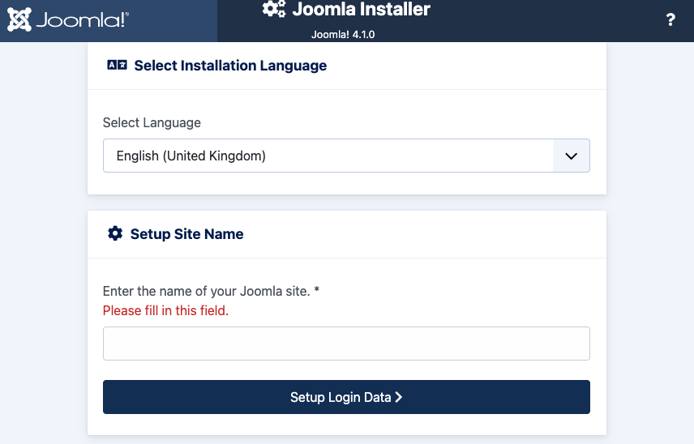 Joomla!®
Joomla Installer
?
Joomla! 4.1.0
Select Installation Language
Select Language
English (United Kingdom)
Setup Site Name
Enter the name of your Joomla site. *
Please fill in this field.
Setup Login Data